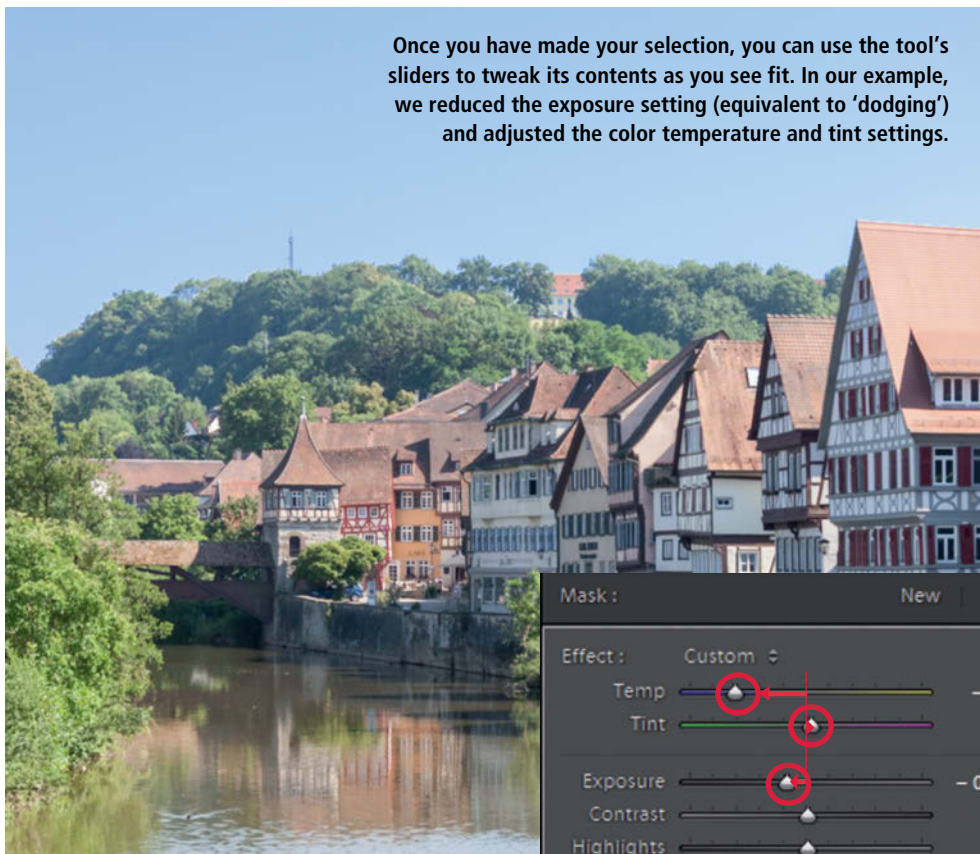 Once you have made your selection, you can use the tool's
sliders to tweak its contents as you see fit. In our example,
we reduced the exposure setting (equivalent to ‘dodging’)
and adjusted the color temperature and tint settings.
Mask :
New
Effect :
Custom
Temp
–
Tint
Exposure
– 0
Contrast
Highlights